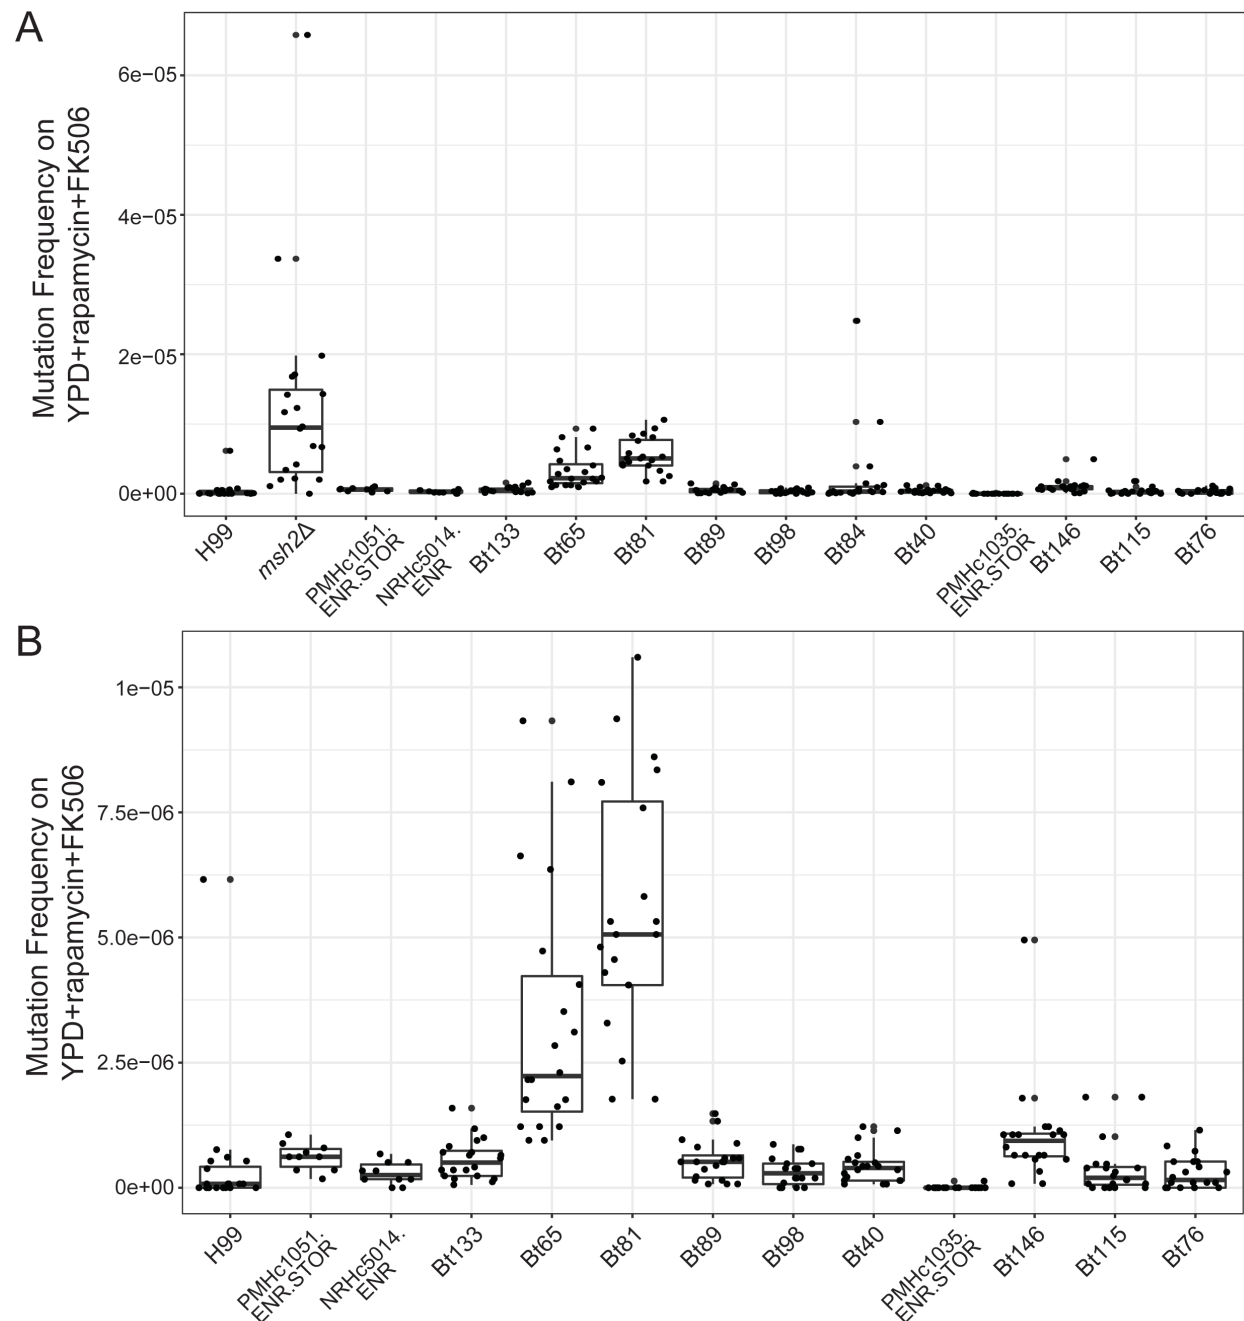 A
Mutation Frequency on
YPD+rapamycin+FK506
6e−05
4e−05
2e−05
0e+00
H99
msh2Δ
PMHc1051.
ENR.STOR
NRHc5014.
ENR
Bt133
Bt65
Bt81
Bt89
Bt98
Bt84
Bt40
PMHc1035.
ENR.STOR
Bt146
Bt115
Bt76
B
Mutation Frequency on
YPD+rapamycin+FK506
1e−05
7.5e−06
5.0e−06
2.5e−06
0e+00
H99
PMHc1051.
ENR.STOR
NRHc5014.
ENR
Bt133
Bt65
Bt81
Bt89
Bt98
Bt40
PMHc1035.
ENR.STOR
Bt146
Bt115
Bt76